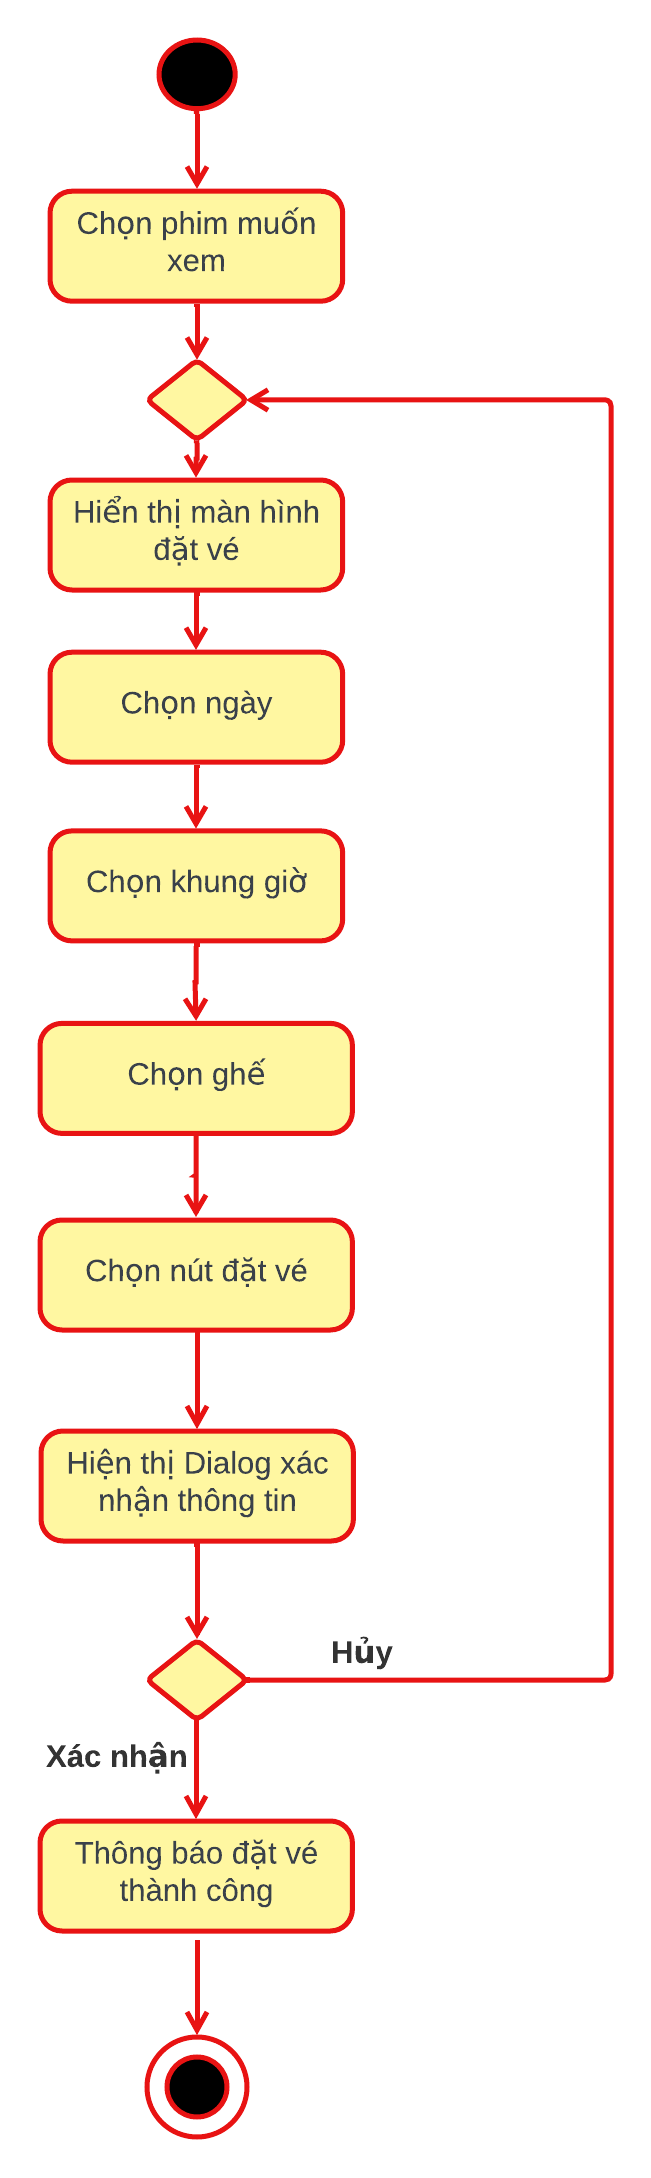 Chọn phim muốn
xem
Hiển thị màn hình
đặt vé
Chọn ngày
Chọn khung giờ
Chọn ghế
Chọn nút đặt vé
Hiện thị Dialog xác
nhận thông tin
Hủy
Xác nhận
Thông báo đặt vé
thành công